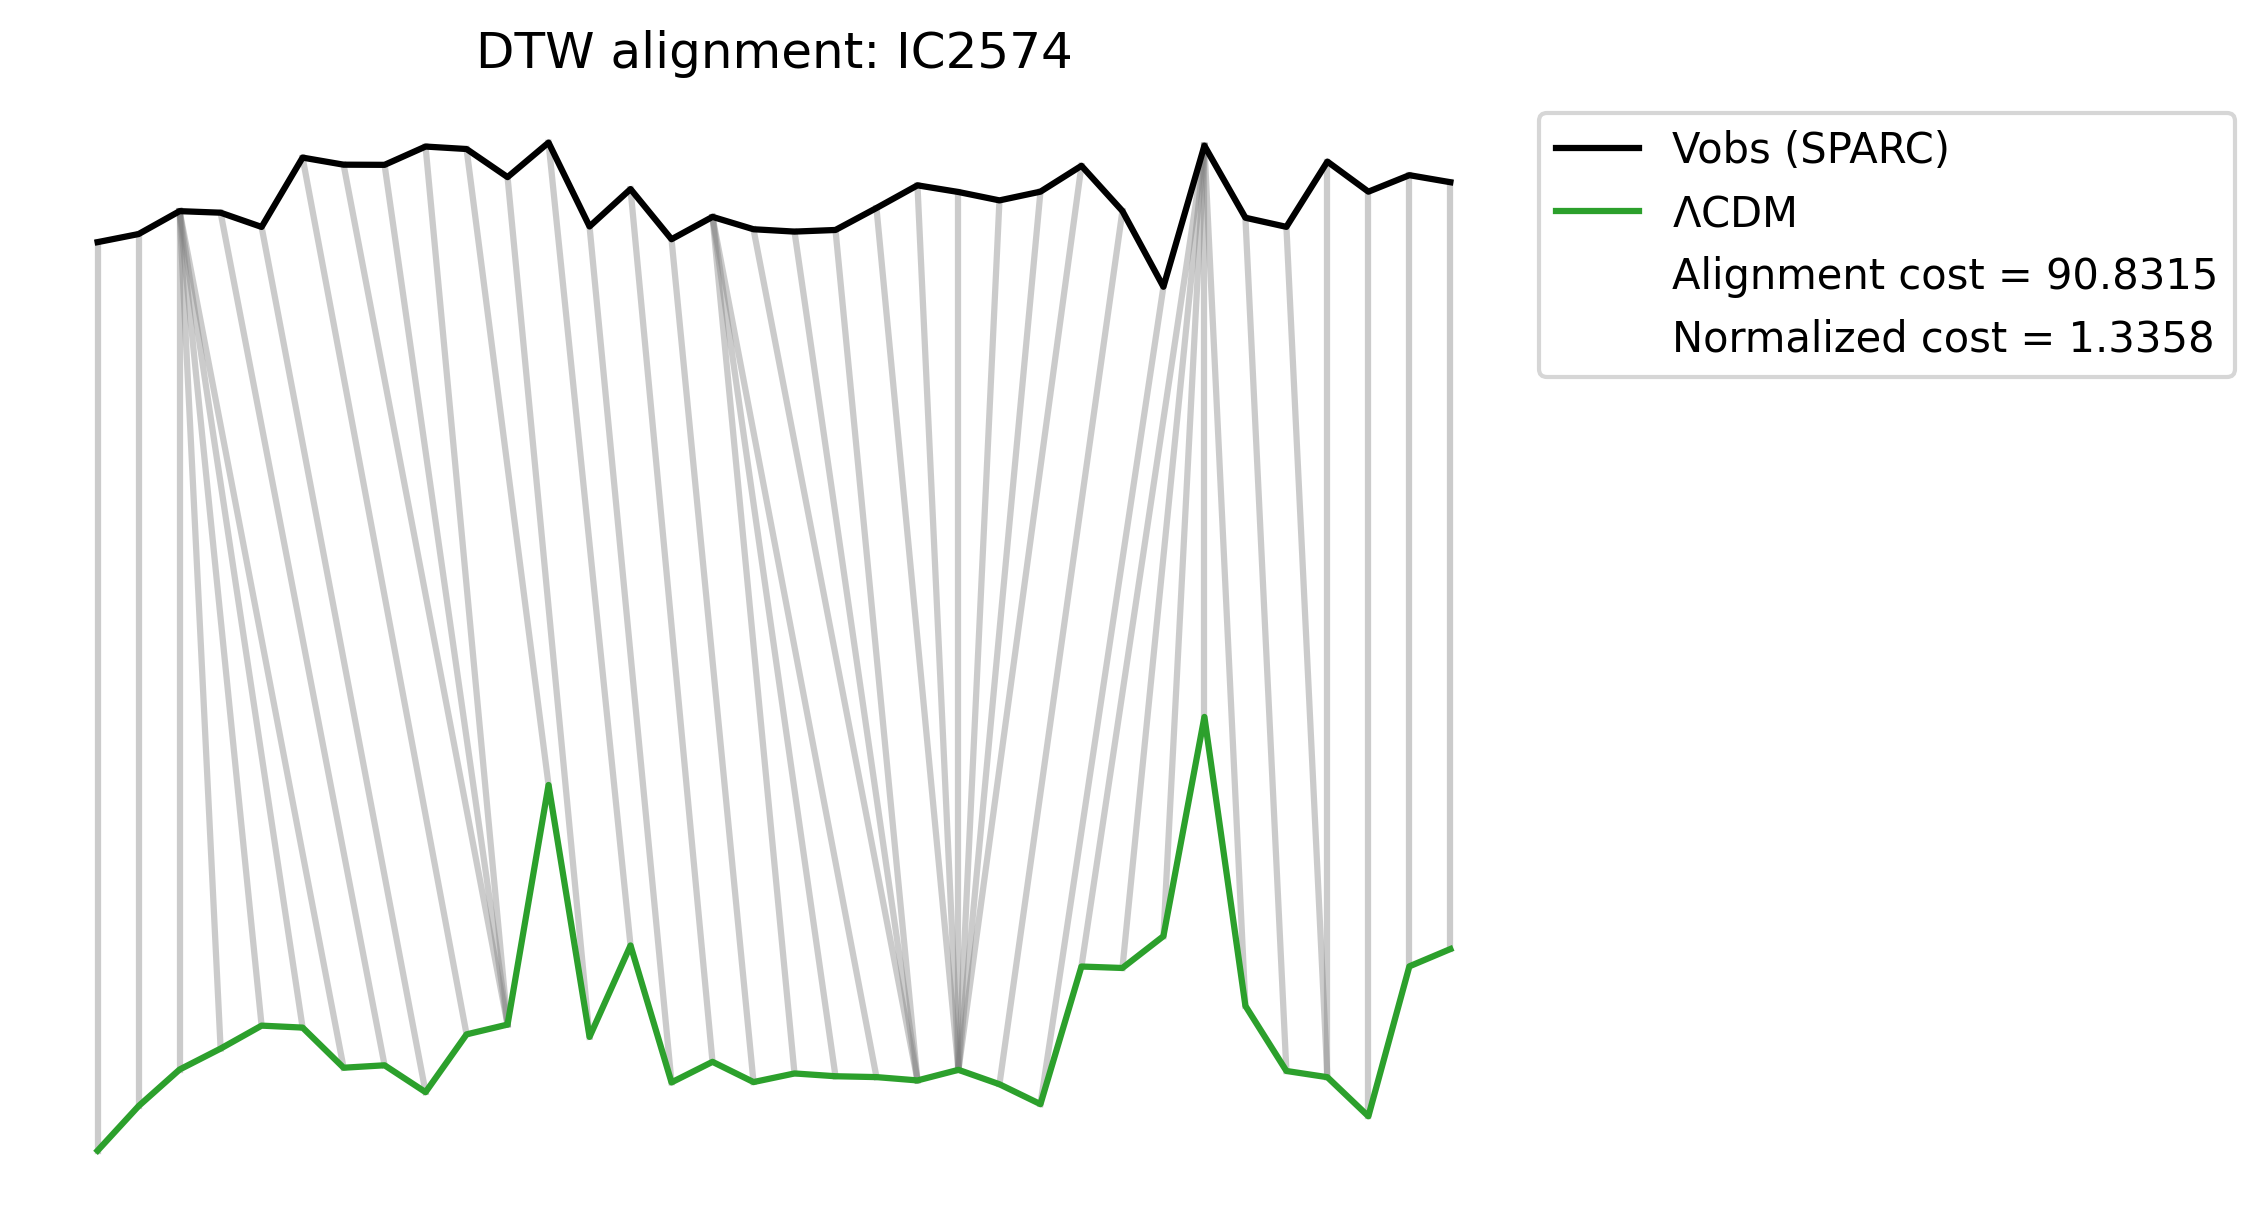 DTW alignment: IC2574
Vobs (SPARC)
ΛCDM
Alignment cost = 90.8315
Normalized cost = 1.3358